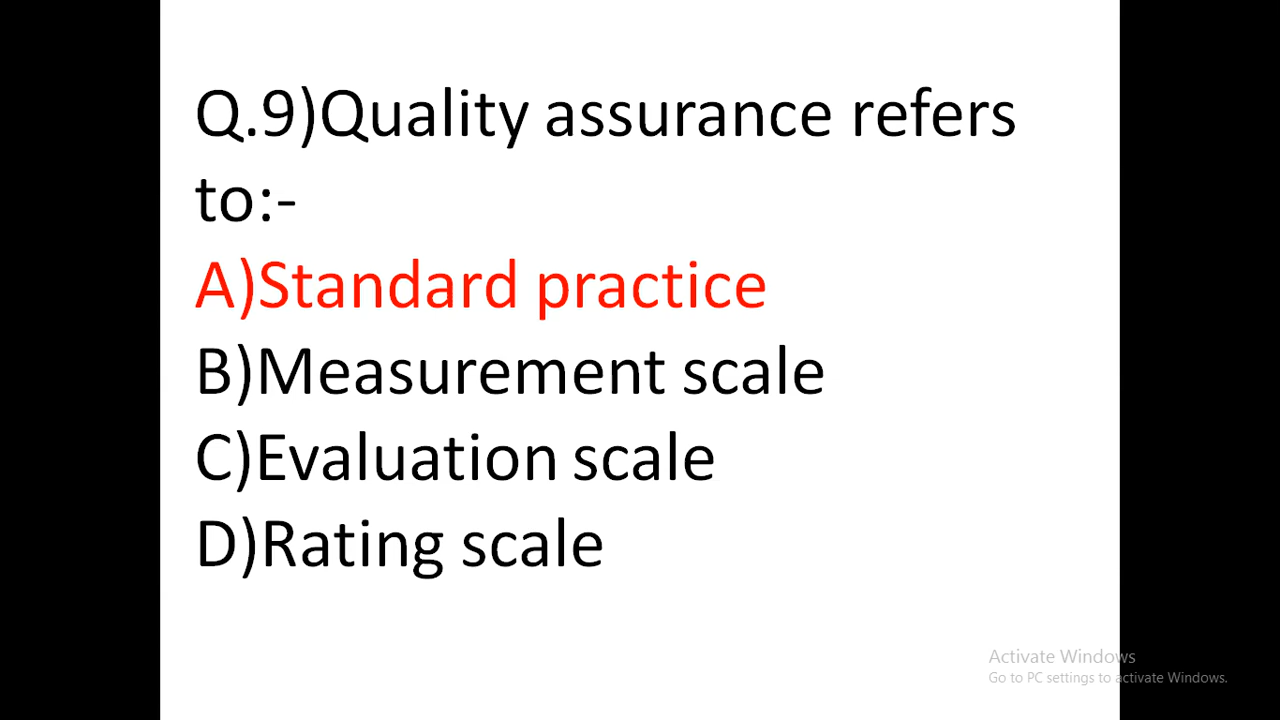 Q.9)Quality assurance refers
to:-
A)Standard practice
B)Measurement scale
C)Evaluation scale
D)Rating scale
Activate Windows
Go to PC settings to activate Windows.